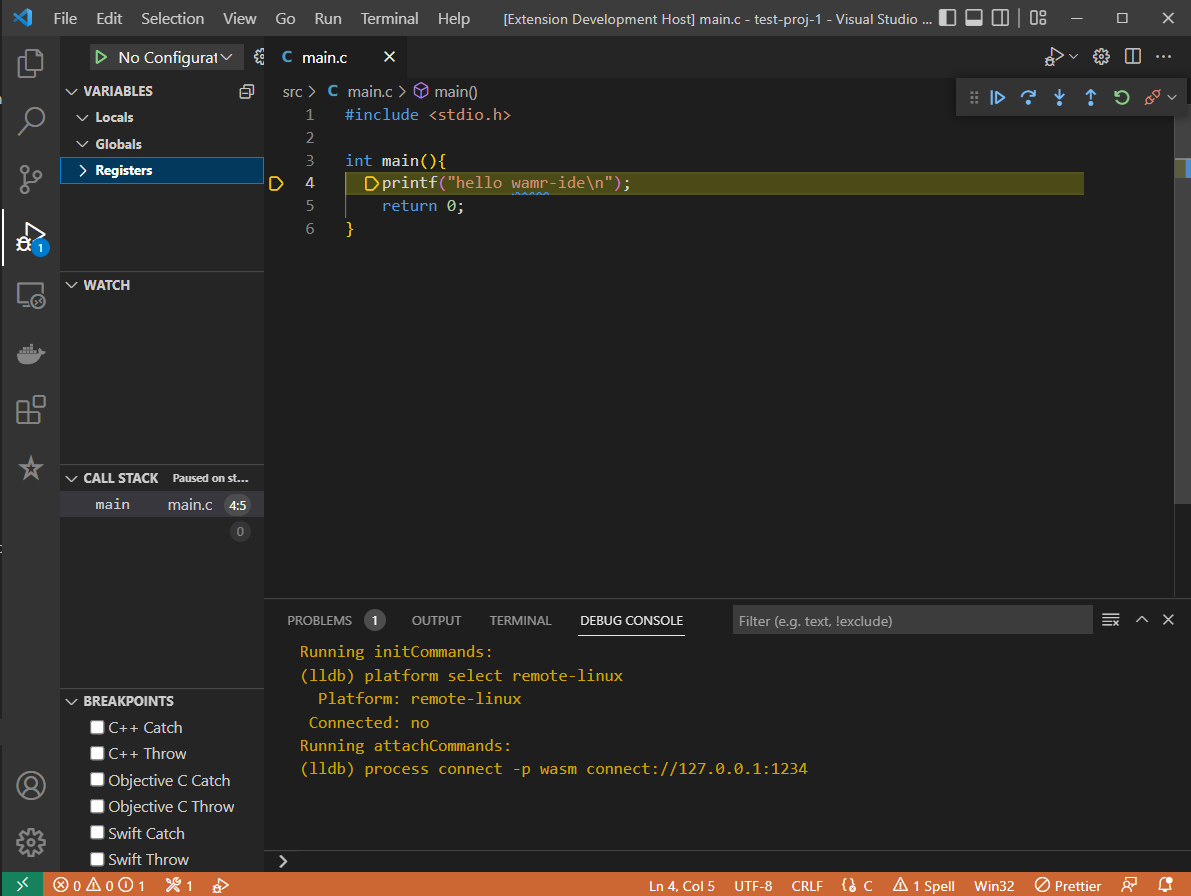 File Edit Selection View Go Run Terminal Help [Extension Development Host] main.c - test-proj-1 - Visual Studio ...
No Configurat
VARIABLES
Locals
Globals
Registers
1
WATCH
CALL STACK Paused on st...
main main.c 4:5
0
BREAKPOINTS
C++ Catch
C++ Throw
Objective C Catch
Objective C Throw
Swift Catch
Swift Throw
C main.c
src > C main.c > main()
1 #include <stdio.h>
2
3 int main(){
4 printf("hello wamr-ide\n");
5 return 0;
6 }
PROBLEMS 1 OUTPUT TERMINAL DEBUG CONSOLE Filter (e.g. text, !exclude)
Running initCommands:
(lldb) platform select remote-linux
Platform: remote-linux
Connected: no
Running attachCommands:
(lldb) process connect -p wasm connect://127.0.0.1:1234
>
0 0 1 1 Ln 4, Col 5 UTF-8 CRLF {} C 1 Spell Win32 Prettier